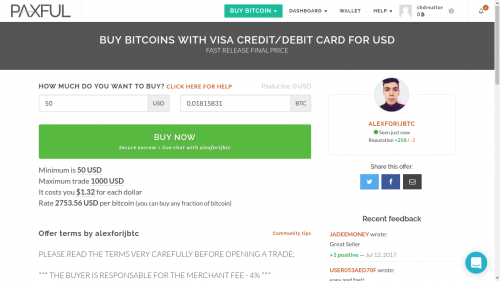 PAXFUL
BUY BITCOIN DASHBOARD WALLET HELP chdrealtor
0
BUY BITCOINS WITH VISA CREDIT/DEBIT CARD FOR USD
FAST RELEASE FINAL PRICE
HOW MUCH DO YOU WANT TO BUY? CLICK HERE FOR HELP Paxful fee: 0 USD
50 USD 0.01815831 BTC
BUY NOW
Secure escrow + live chat with alexforijbtc
Minimum is 50 USD
Maximum trade 1000 USD
It costs you $1.32 for each dollar
Rate 2753.56 USD per bitcoin (you can buy any fraction of bitcoin)
Offer terms by alexforijbtc Community tips
PLEASE READ THE TERMS VERY CAREFULLY BEFORE OPENING A TRADE:
*** THE BUYER IS RESPONSIBLE FOR THE MERCHANT FEE - 4% ***
ALEXFORIJBTC
Seen just now
Reputation +258 / -2
Share this offer:
Recent feedback
JADEEMONEY wrote:
Great Seller
+1 positive — Jul 12, 2017
USER053AED70F wrote:
easy and fast!